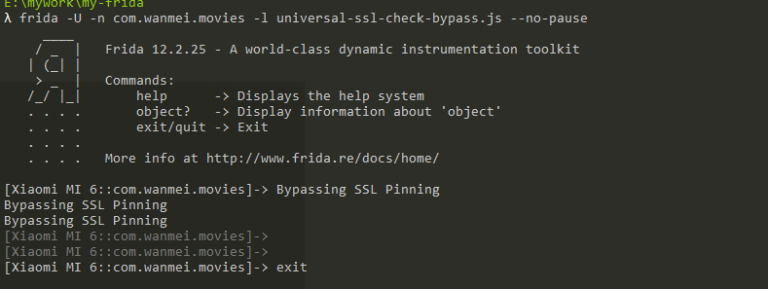 E:\mywork\my-frida
λ frida -U -n com.wanmei.movies -l universal-ssl-check-bypass.js --no-pause
     ____
    / _  |   Frida 12.2.25 - A world-class dynamic instrumentation toolkit
   | (_| |
    > _  |   Commands:
   /_/ |_|       help      -> Displays the help system
   . . . .       object?   -> Display information about 'object'
   . . . .       exit/quit -> Exit
   . . . .
   . . . .   More info at http://www.frida.re/docs/home/
[Xiaomi MI 6::com.wanmei.movies]-> Bypassing SSL Pinning
Bypassing SSL Pinning
Bypassing SSL Pinning
[Xiaomi MI 6::com.wanmei.movies]->
[Xiaomi MI 6::com.wanmei.movies]->
[Xiaomi MI 6::com.wanmei.movies]-> exit